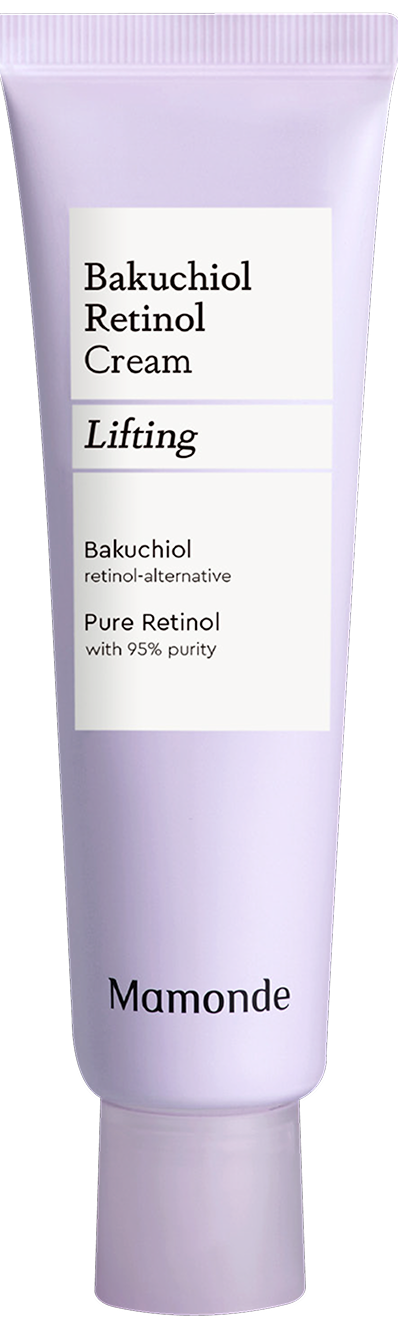 Bakuchiol
Retinol
Cream
Lifting
Bakuchiol
retinol-alternative
Pure Retinol
with 95% purity
Mamonde